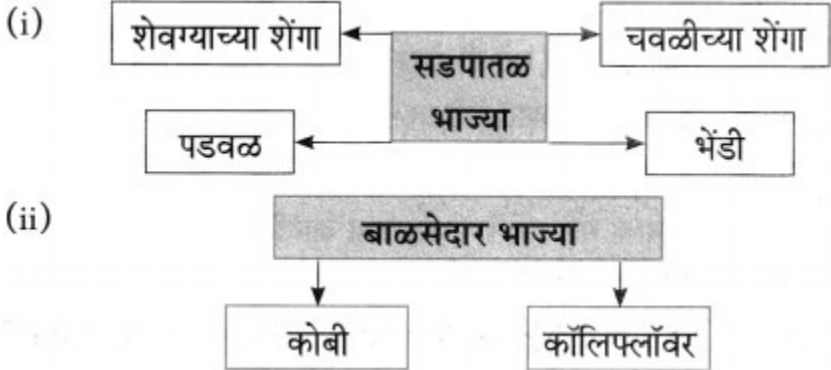 (i)
शेवग्याच्या शेंगा
चवळीच्या शेंगा
सडपातळ
भाज्या
पडवळ
भेंडी
(ii)
बाळसेदार भाज्या
कोबी
कॉलिफ्लॉवर